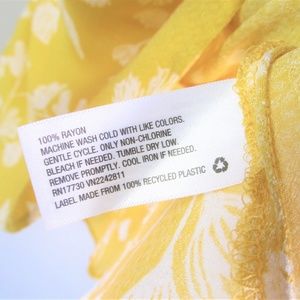 100% RAYON
MACHINE WASH COLD WITH LIKE COLORS.
GENTLE CYCLE. ONLY NON-CHLORINE
BLEACH IF NEEDED. TUMBLE DRY LOW.
REMOVE PROMPTLY. COOL IRON IF NEEDED.
RN17730 VN2242811
LABEL MADE FROM 100% RECYCLED PLASTIC